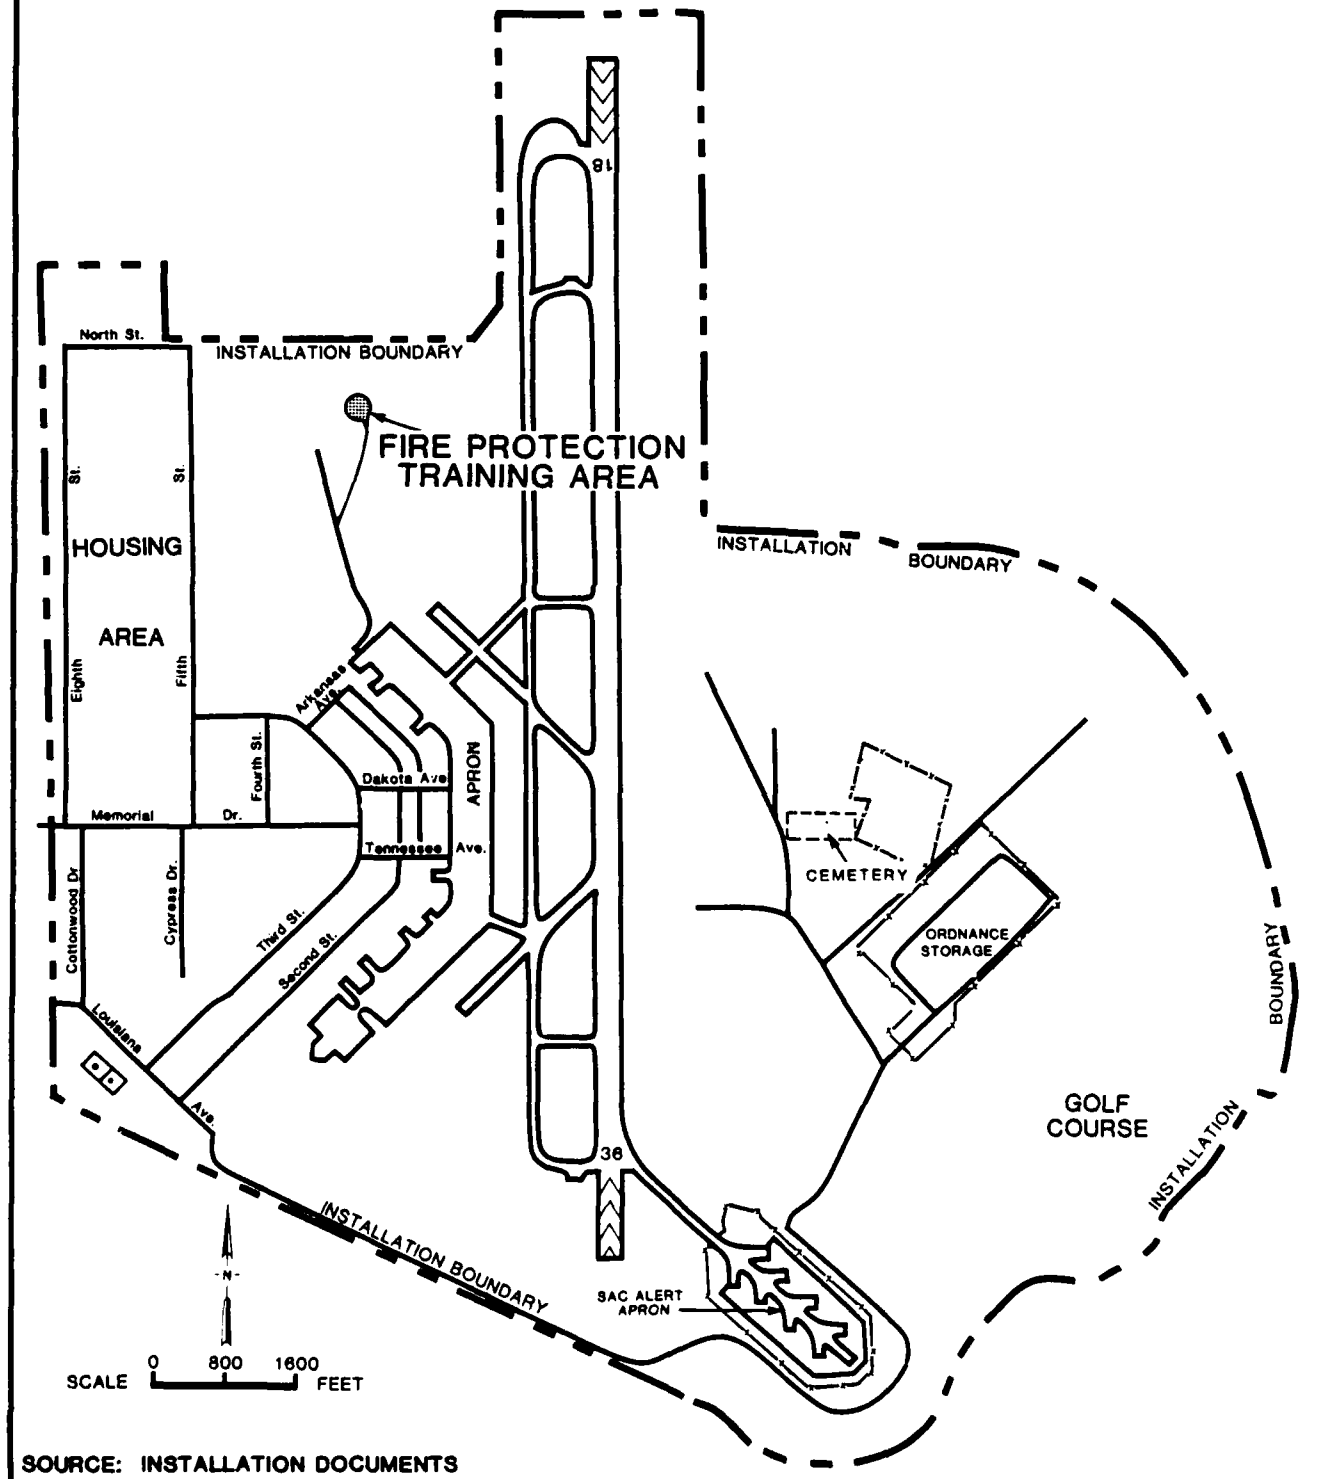 18
North St.
INSTALLATION BOUNDARY
FIRE PROTECTION
TRAINING AREA
St.
St.
HOUSING
AREA
Eighth
Fifth
INSTALLATION
BOUNDARY
Arkansas
Ave.
Fourth St.
Dakota Ave
APRON
Memorial
Dr.
Tennessee
Ave.
CEMETERY
Cottonwood Dr
Cypress Dr.
Third St.
Second St.
ORDNANCE
STORAGE
BOUNDARY
Louisiana
Ave.
GOLF
COURSE
INSTALLATION
36
INSTALLATION BOUNDARY
N
SAC ALERT
APRON
0 800 1600
SCALE
FEET
SOURCE: INSTALLATION DOCUMENTS